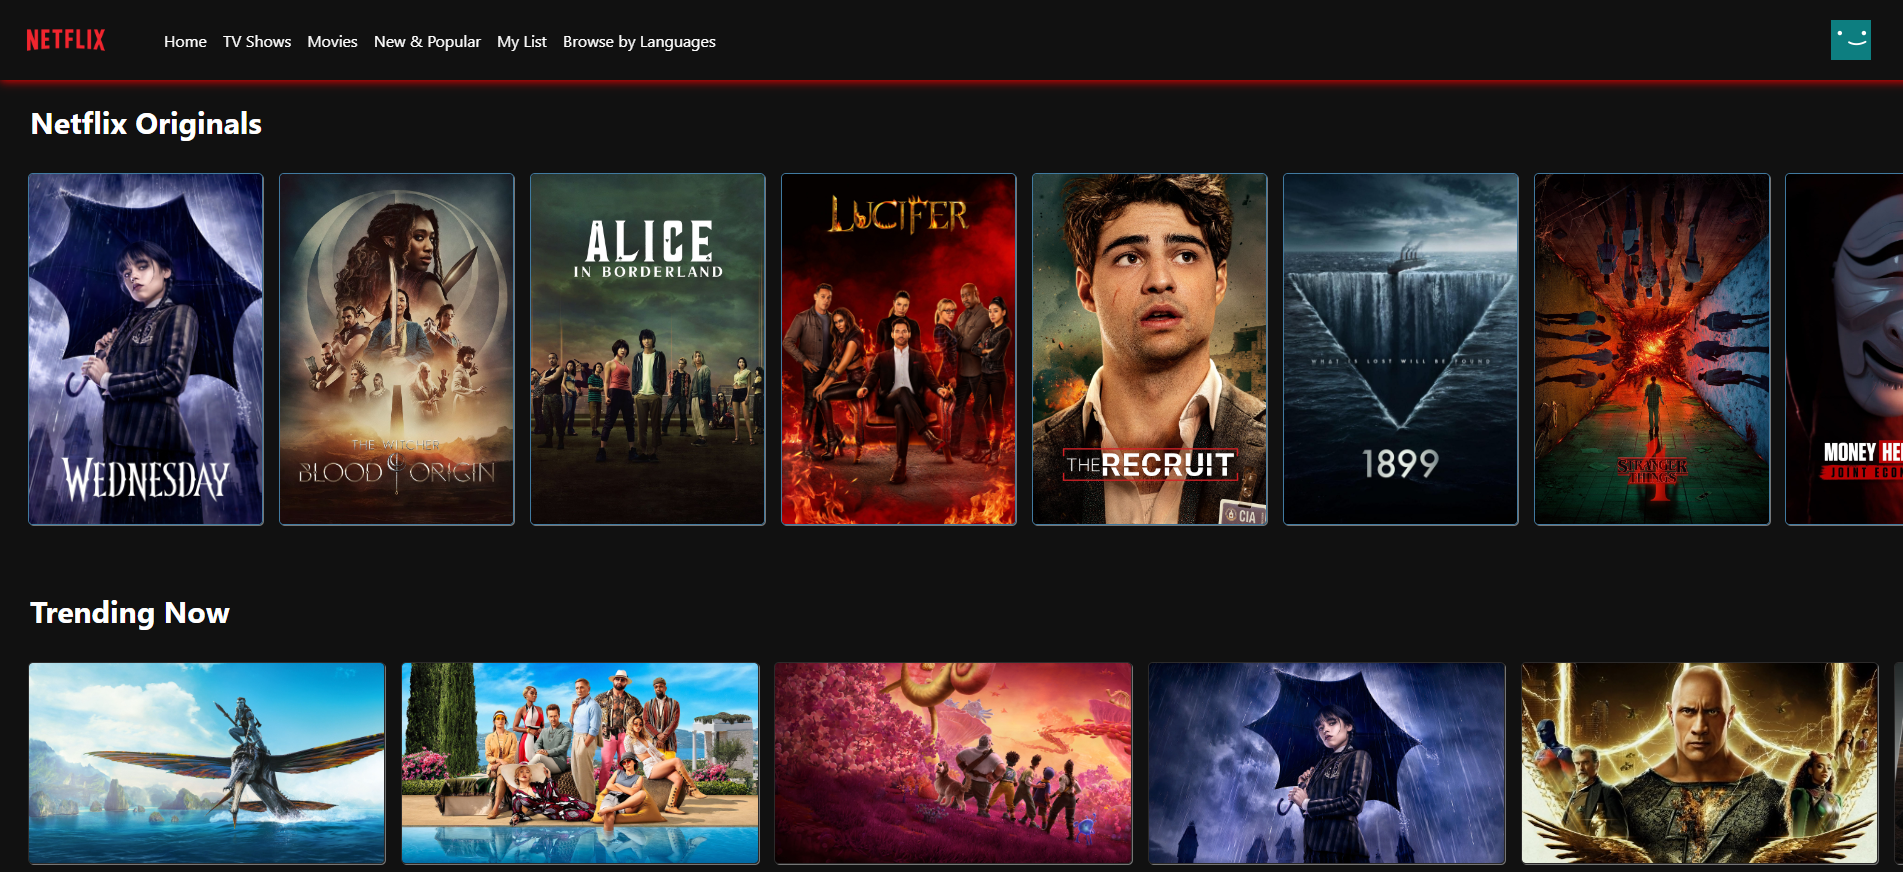 NETFLIX
Home TV Shows Movies New & Popular My List Browse by Languages
Netflix Originals
WEDNESDAY
THE WITCHER
BLOOD ORIGIN
ALICE
IN BORDERLAND
LUCIFER
THE RECRUIT
CIA
WHAT IS LOST WILL BE FOUND
1899
STRANGER
THINGS
4
MONEY HE
JOINT ECO
Trending Now